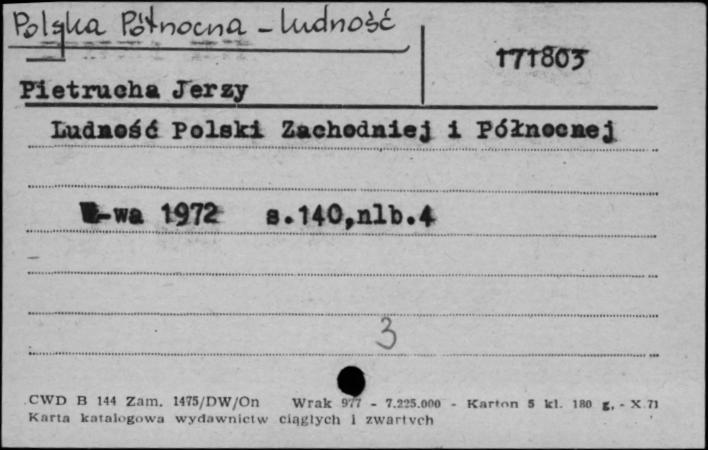 Polska Północna - ludność
171803
Pietrucha Jerzy
Ludność Polski Zachodniej i Północnej
W-wa 1972 s.140,nlb.4
3
CWD B 144 Zam. 1475/DW/On Wrak 977 - 7.225.000 - Karton 5 kl. 180 g. - X.71
Karta katalogowa wydawnictw ciągłych i zwartych